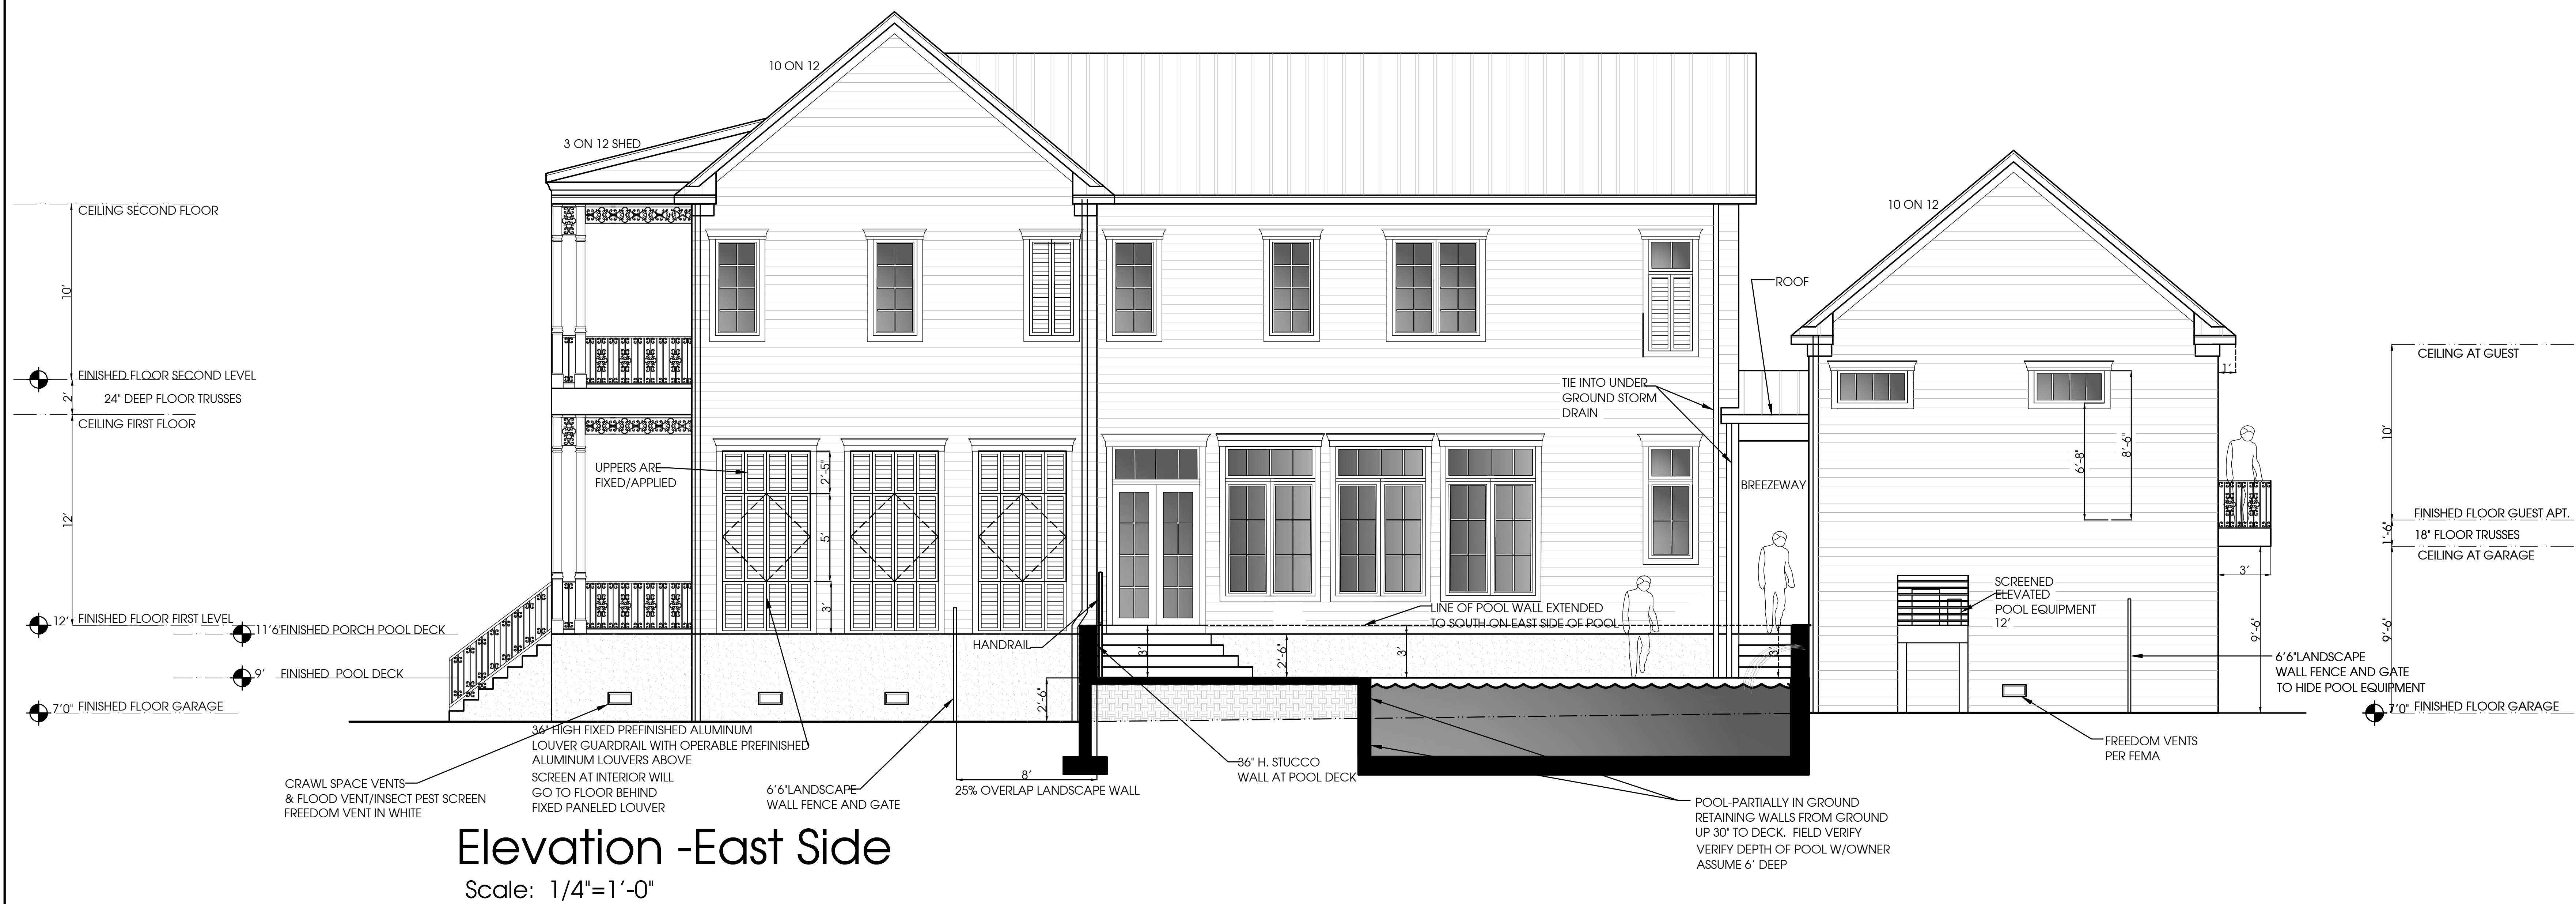 10 ON 12
3 ON 12 SHED
CEILING SECOND FLOOR
10'
FINISHED FLOOR SECOND LEVEL
2'
24" DEEP FLOOR TRUSSES
CEILING FIRST FLOOR
12'
12'
FINISHED FLOOR FIRST LEVEL
11'6"
FINISHED PORCH POOL DECK
9'
FINISHED POOL DECK
7'0"
FINISHED FLOOR GARAGE
UPPERS ARE
FIXED/APPLIED
2'-5"
5'
3'
HANDRAIL
3'
2'-6"
3'
3'
2'-6"
LINE OF POOL WALL EXTENDED
TO SOUTH ON EAST SIDE OF POOL
TIE INTO UNDER
GROUND STORM
DRAIN
ROOF
BREEZEWAY
10 ON 12
1'
6'-8"
8'-6"
CEILING AT GUEST
10'
FINISHED FLOOR GUEST APT.
1'-6"
18" FLOOR TRUSSES
CEILING AT GARAGE
3'
9'-6"
9'-6"
SCREENED
ELEVATED
POOL EQUIPMENT
12'
6'6"LANDSCAPE
WALL FENCE AND GATE
TO HIDE POOL EQUIPMENT
7'0"
FINISHED FLOOR GARAGE
FREEDOM VENTS
PER FEMA
CRAWL SPACE VENTS
& FLOOD VENT/INSECT PEST SCREEN
FREEDOM VENT IN WHITE
36" HIGH FIXED PREFINISHED ALUMINUM
LOUVER GUARDRAIL WITH OPERABLE PREFINISHED
ALUMINUM LOUVERS ABOVE
SCREEN AT INTERIOR WILL
GO TO FLOOR BEHIND
FIXED PANELED LOUVER
6'6"LANDSCAPE
WALL FENCE AND GATE
8'
25% OVERLAP LANDSCAPE WALL
36" H. STUCCO
WALL AT POOL DECK
POOL-PARTIALLY IN GROUND
RETAINING WALLS FROM GROUND
UP 30" TO DECK. FIELD VERIFY
VERIFY DEPTH OF POOL W/OWNER
ASSUME 6' DEEP
Elevation -East Side
Scale: 1/4"=1'-0"